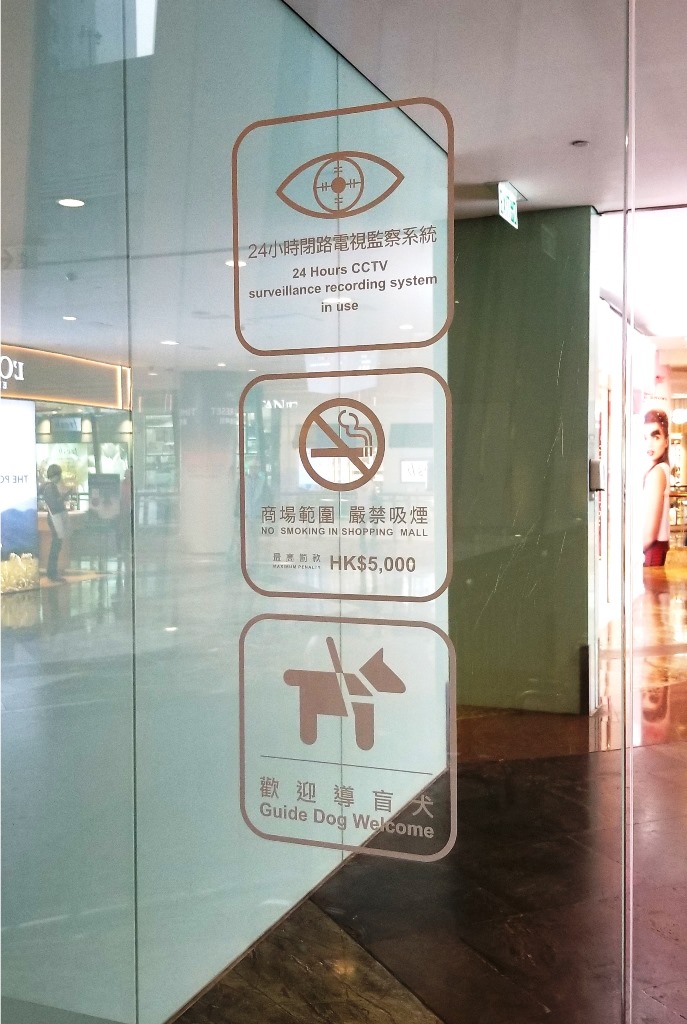 24小時閉路電視監察系統
24 Hours CCTV
surveillance recording system
in use
商場範圍 嚴禁吸煙
NO SMOKING IN SHOPPING MALL
最高罰款 HK$5,000
MAXIMUM PENALTY
歡迎導盲犬
Guide Dog Welcome